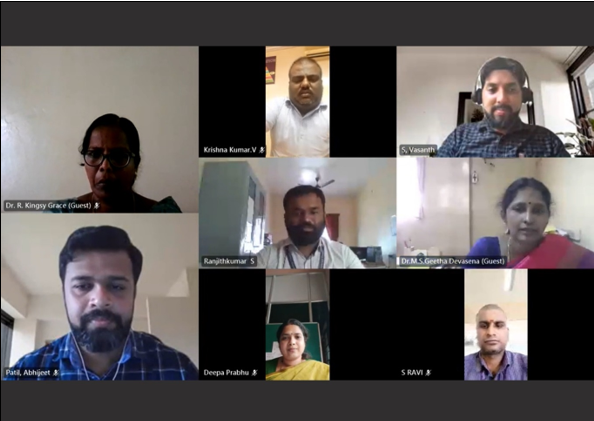 Krishna Kumar.V
S, Vasanth
Dr. R. Kingsy Grace (Guest)
Ranjithkumar S
Dr.M.S.Geetha Devasena (Guest)
Patil, Abhijeet
Deepa Prabhu
S RAVI